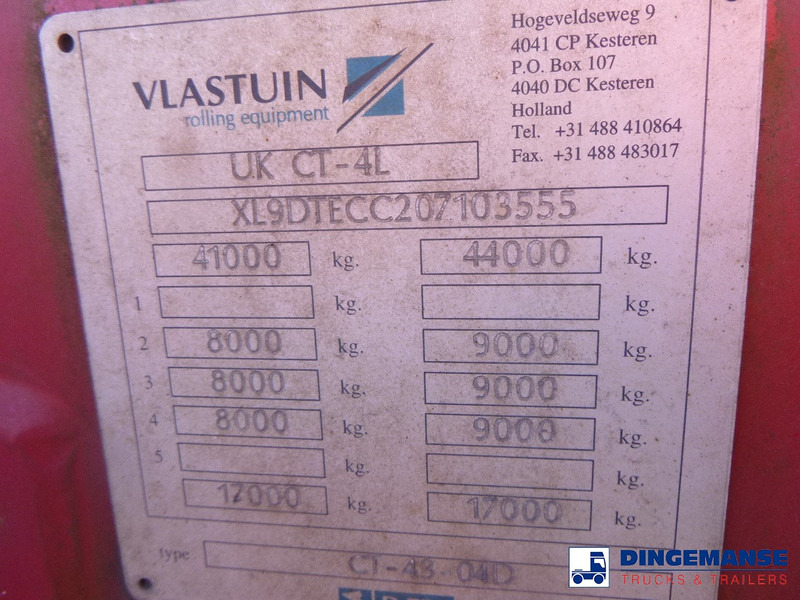 VLASTUIN
rolling equipment
Hogeveldseweg 9
4041 CP Kesteren
P.O. Box 107
4040 DC Kesteren
Holland
Tel. +31 488 410864
Fax. +31 488 483017
UK CT-4L
XL9DTECC207103555
41000 kg. 44000 kg.
1 kg. kg.
2 8000 kg. 9000 kg.
3 8000 kg. 9000 kg.
4 8000 kg. 9000 kg.
5 kg. kg.
17000 kg. 17000 kg.
type CT-43 04D
DINGEMANSE
TRUCKS & TRAILERS